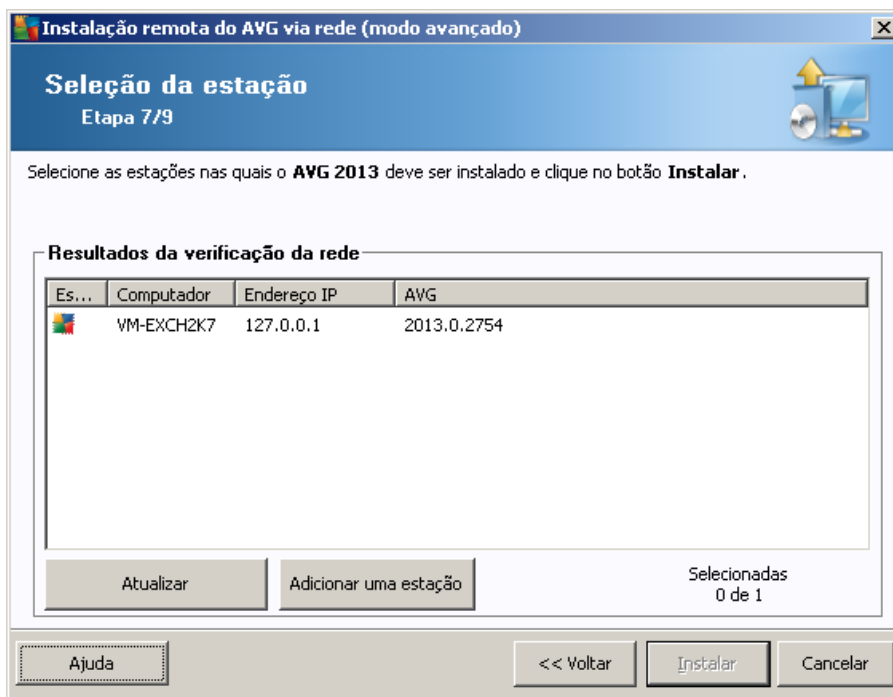 Instalação remota do AVG via rede (modo avançado)
Seleção da estação
Etapa 7/9
Selecione as estações nas quais o AVG 2013 deve ser instalado e clique no botão Instalar.
Resultados da verificação da rede
Es... Computador Endereço IP AVG
VM-EXCH2K7 127.0.0.1 2013.0.2754
Atualizar Adicionar uma estação Selecionadas
0 de 1
Ajuda << Voltar Instalar Cancelar